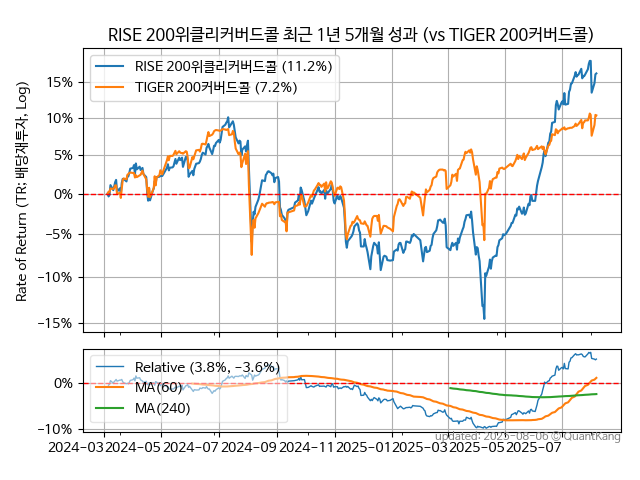 RISE 200위클리커버드콜 최근 1년 5개월 성과 (vs TIGER 200커버드콜)
Rate of Return (TR: 배당재투자, Log)
RISE 200위클리커버드콜 (11.2%)
TIGER 200커버드콜 (7.2%)
15%
10%
5%
0%
−5%
−10%
−15%
Relative (3.8%, −3.6%)
MA(60)
MA(240)
0%
−10%
2024−03
2024−05
2024−07
2024−09
2024−11
2025−01
2025−03
2025−05
2025−07
updated: 2025-08-06 © QuantKang